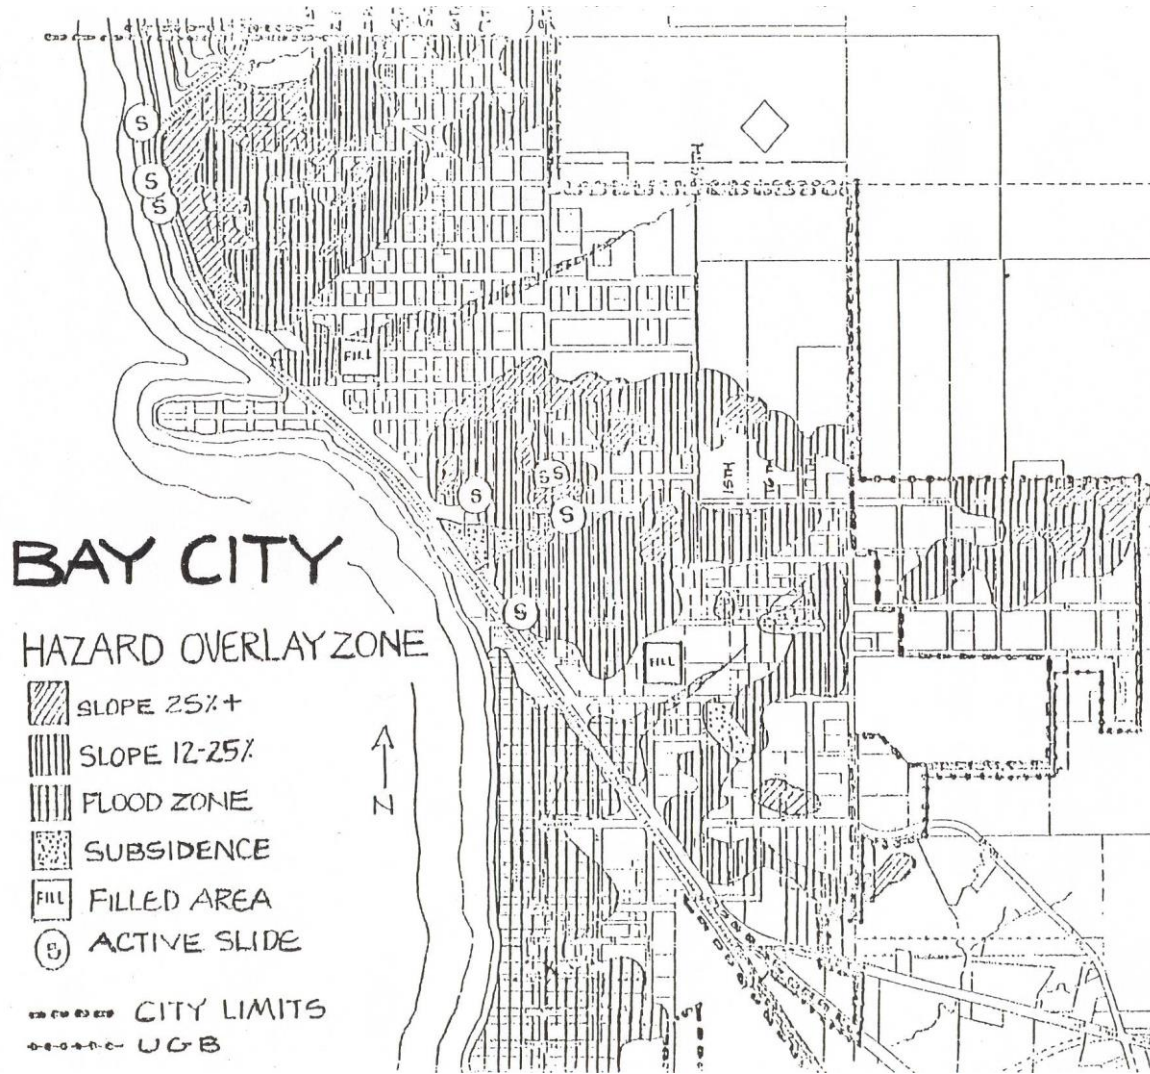 S
S
S
FILL
S
S S
S
15TH
16TH
BAY CITY
S
HAZARD OVERLAY ZONE
FILL
SLOPE 25%+
SLOPE 12-25%
FLOOD ZONE
N
SUBSIDENCE
FILL FILLED AREA
S ACTIVE SLIDE
CITY LIMITS
UGB